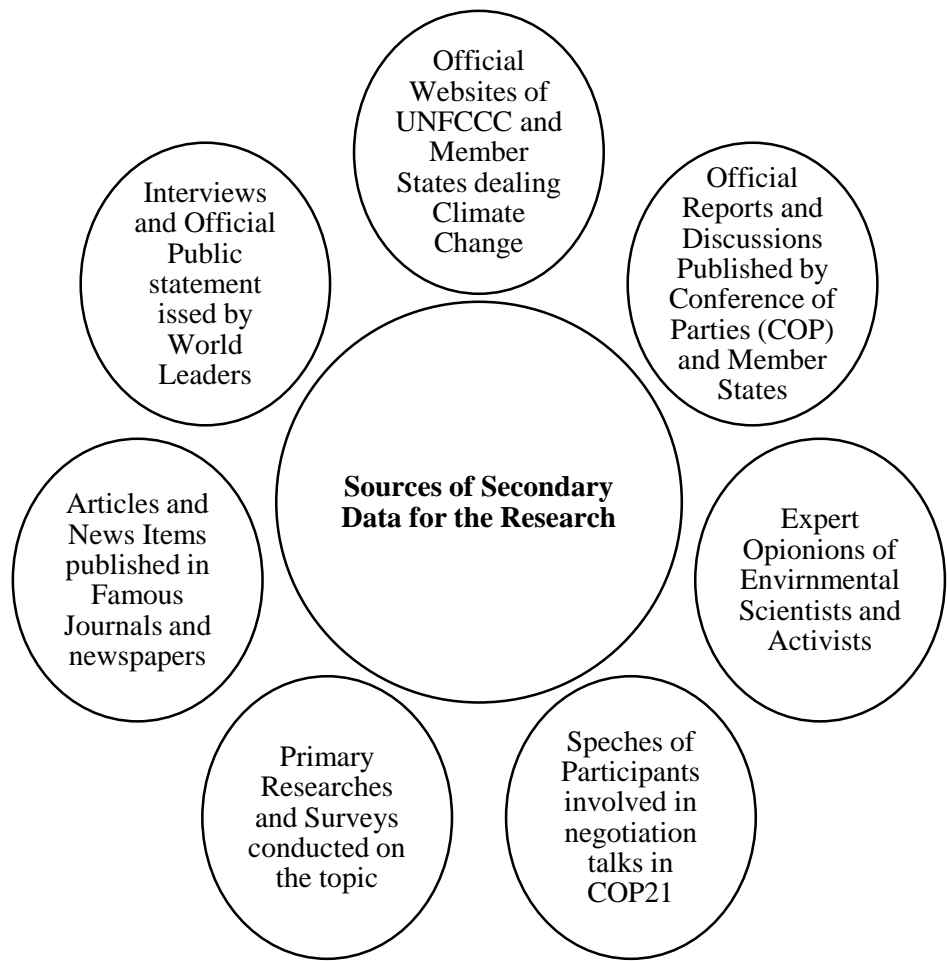 Official
Websites of
UNFCCC and
Member
States dealing
Climate
Change
Official
Reports and
Discussions
Published by
Conference of
Parties (COP)
and Member
States
Expert
Opionions of
Envirnmental
Scientists and
Activists
Speches of
Participants
involved in
negotiation
talks in
COP21
Primary
Researches
and Surveys
conducted on
the topic
Articles and
News Items
published in
Famous
Journals and
newspapers
Interviews
and Official
Public
statement
issed by
World
Leaders
Sources of Secondary
Data for the Research